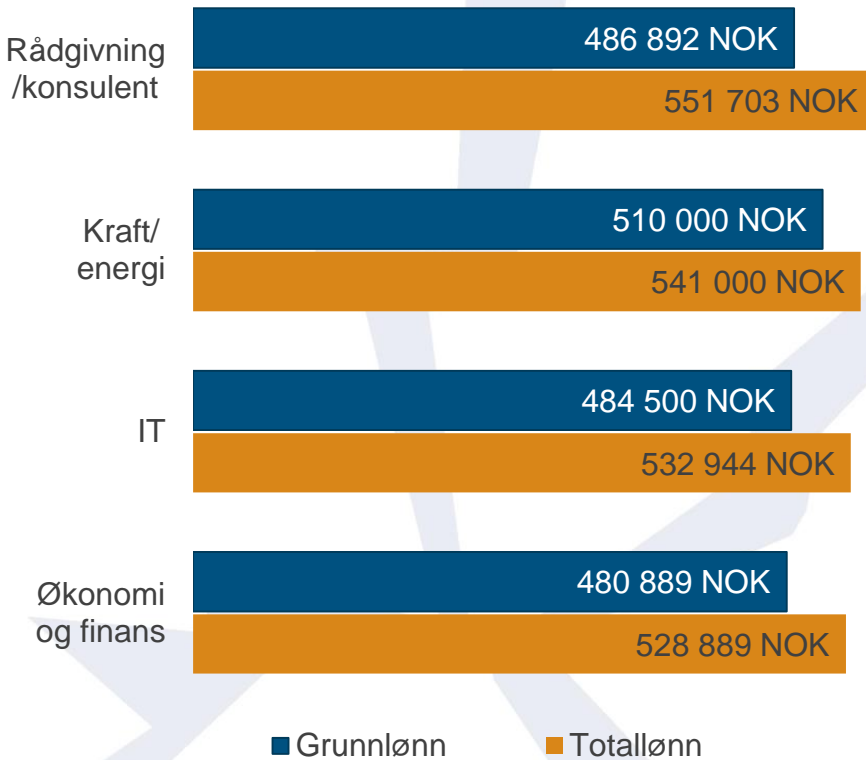 Rådgivning
/konsulent
486 892 NOK
551 703 NOK
Kraft/
energi
510 000 NOK
541 000 NOK
IT
484 500 NOK
532 944 NOK
Økonomi
og finans
480 889 NOK
528 889 NOK
Grunnlønn
Totallønn